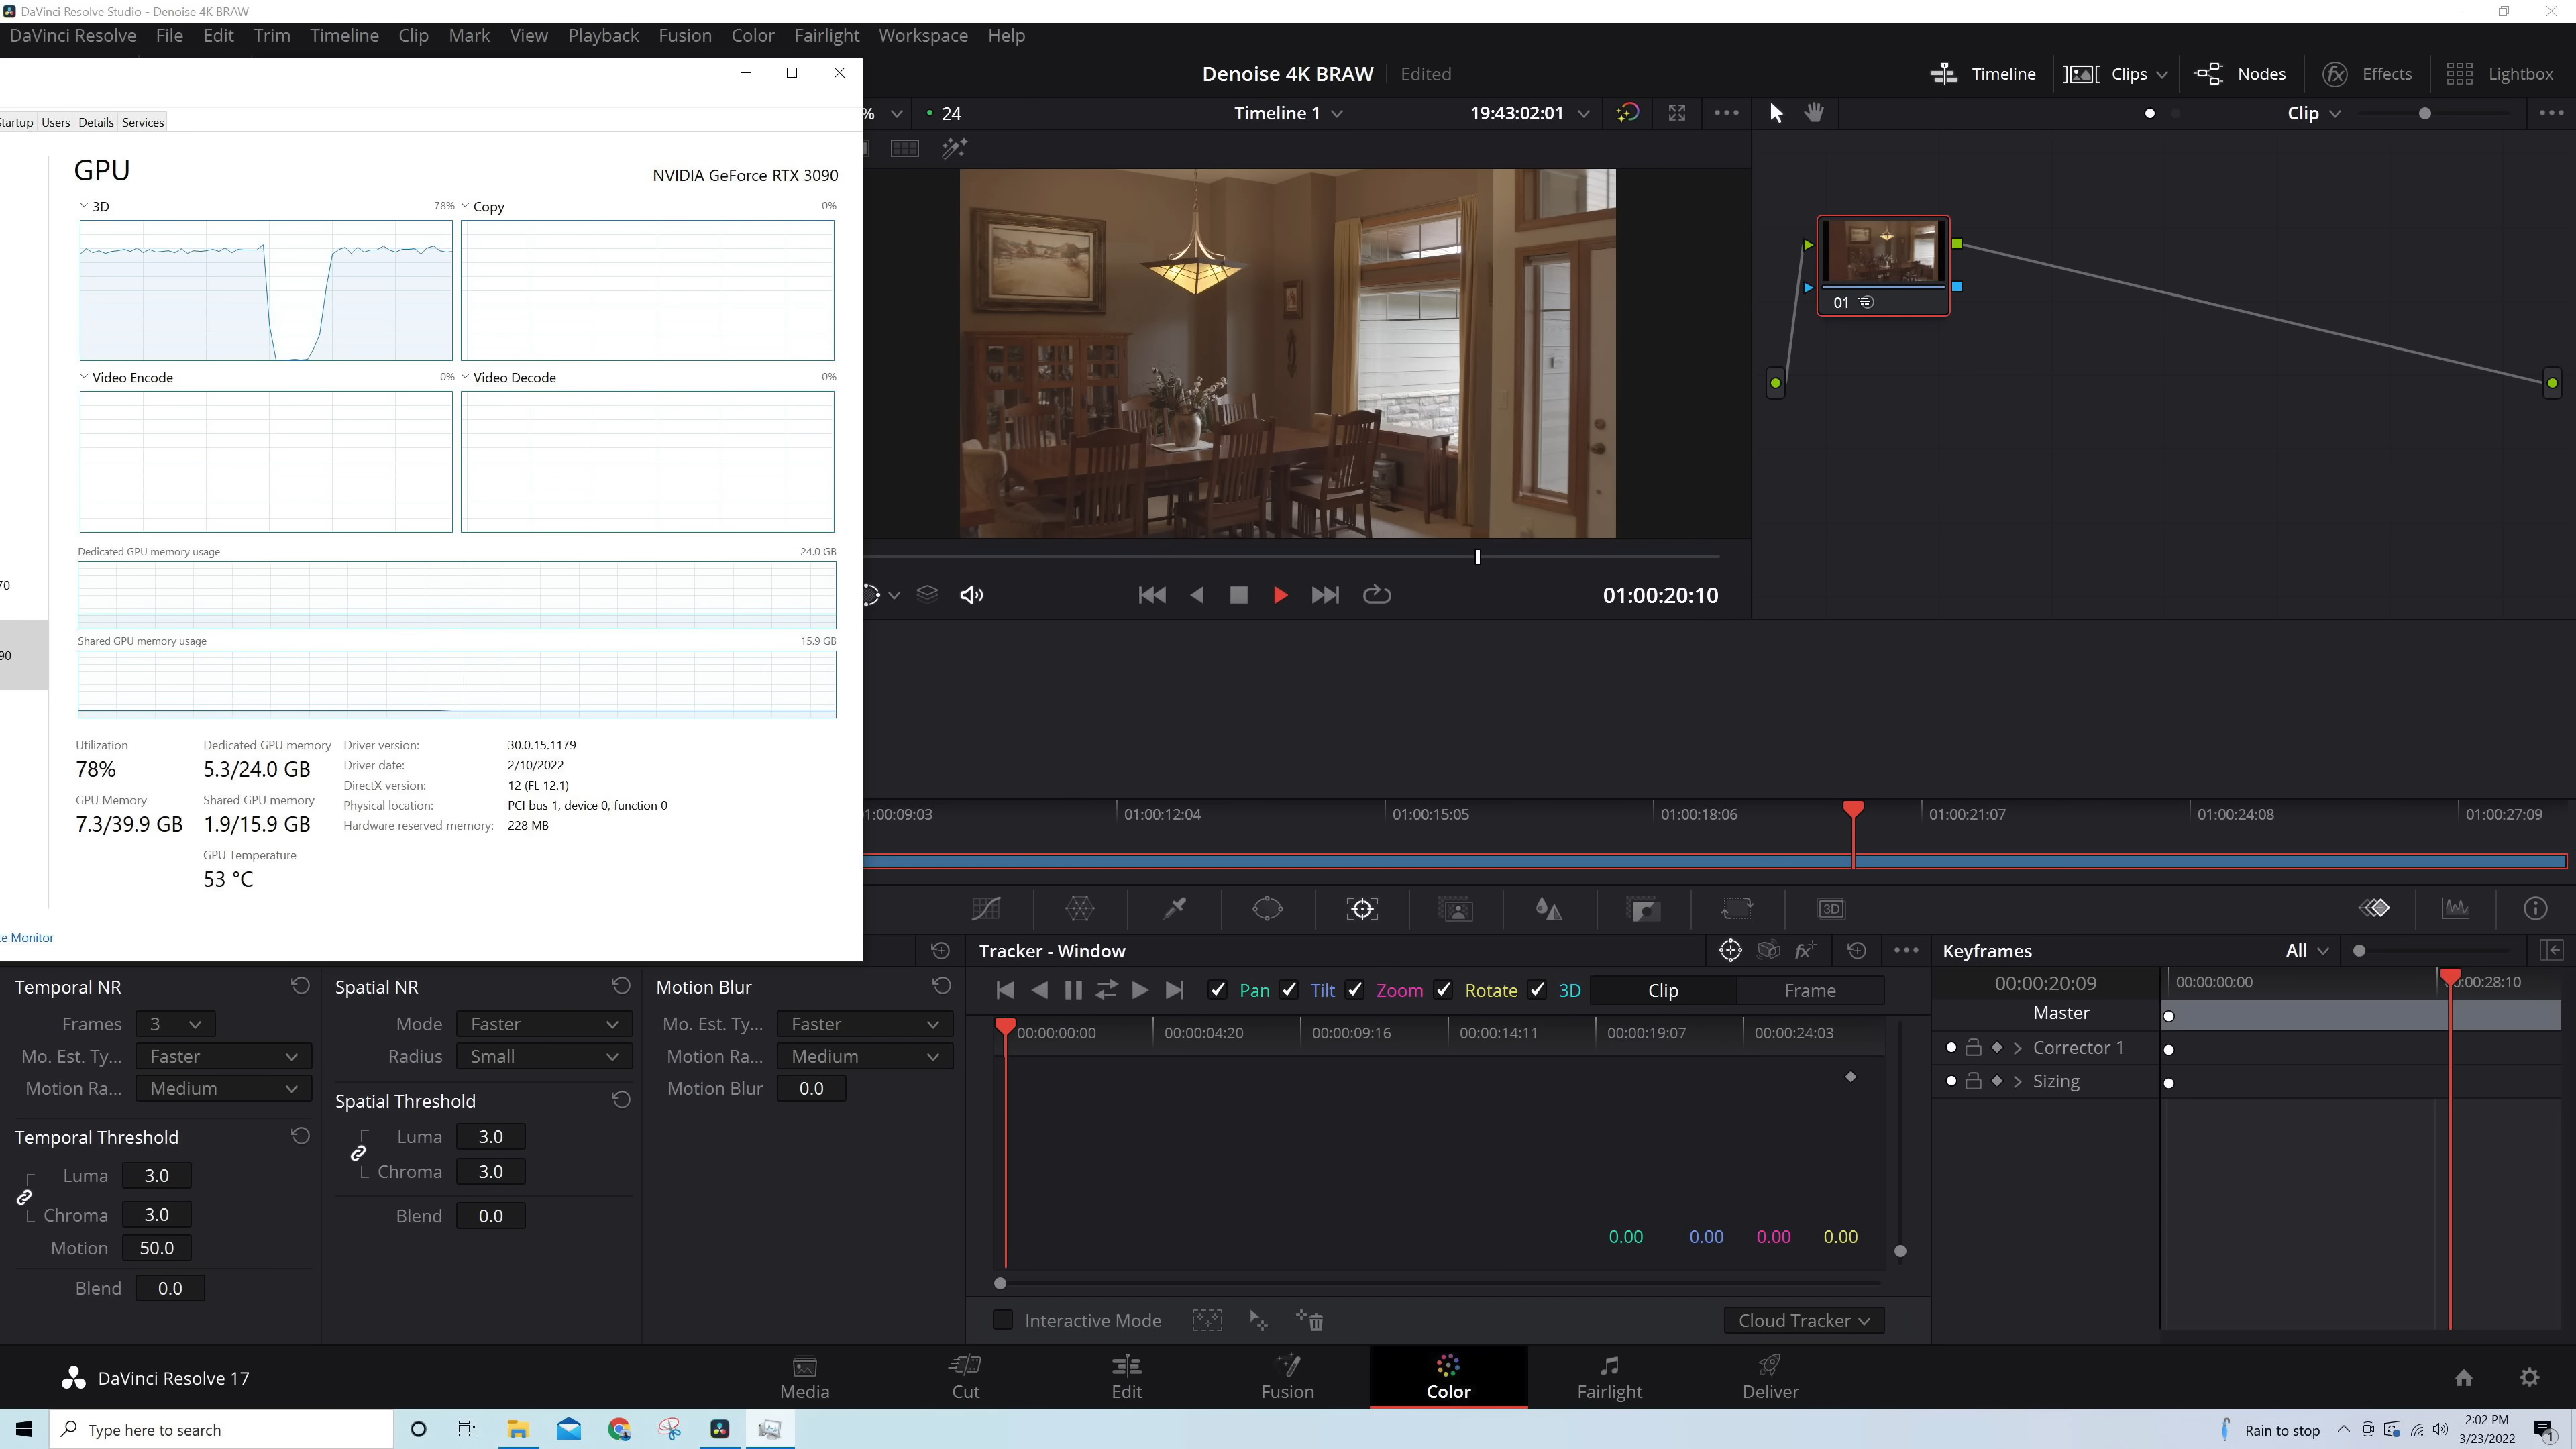 DaVinci Resolve Studio - Denoise 4K BRAW
DaVinci Resolve File Edit Trim Timeline Clip Mark View Playback Fusion Color Fairlight Workspace Help
Denoise 4K BRAW Edited
Timeline Clips Nodes Effects Lightbox
% 24 Timeline 1 19:43:02:01 Clip
Startup Users Details Services
GPU NVIDIA GeForce RTX 3090
3D 78% Copy 0%
Video Encode 0% Video Decode 0%
Dedicated GPU memory usage 24.0 GB
Shared GPU memory usage 15.9 GB
70
90
Utilization
78%
GPU Memory
7.3/39.9 GB
Dedicated GPU memory
5.3/24.0 GB
Shared GPU memory
1.9/15.9 GB
GPU Temperature
53 °C
Driver version: 30.0.15.1179
Driver date: 2/10/2022
DirectX version: 12 (FL 12.1)
Physical location: PCI bus 1, device 0, function 0
Hardware reserved memory: 228 MB
ce Monitor
01
01:00:20:10
1:00:09:03 01:00:12:04 01:00:15:05 01:00:18:06 01:00:21:07 01:00:24:08 01:00:27:09
3D
Temporal NR
Frames 3
Mo. Est. Ty... Faster
Motion Ra... Medium
Temporal Threshold
Luma 3.0
Chroma 3.0
Motion 50.0
Blend 0.0
Spatial NR
Mode Faster
Radius Small
Spatial Threshold
Luma 3.0
Chroma 3.0
Blend 0.0
Motion Blur
Mo. Est. Ty... Faster
Motion Ra... Medium
Motion Blur 0.0
Tracker - Window
Pan Tilt Zoom Rotate 3D Clip Frame
00:00:00:00 00:00:04:20 00:00:09:16 00:00:14:11 00:00:19:07 00:00:24:03
0.00 0.00 0.00 0.00
Interactive Mode Cloud Tracker
Keyframes All
00:00:20:09 00:00:00:00 0:00:28:10
Master
Corrector 1
Sizing
DaVinci Resolve 17
Media Cut Edit Fusion Color Fairlight Deliver
Type here to search
Rain to stop
2:02 PM
3/23/2022
1